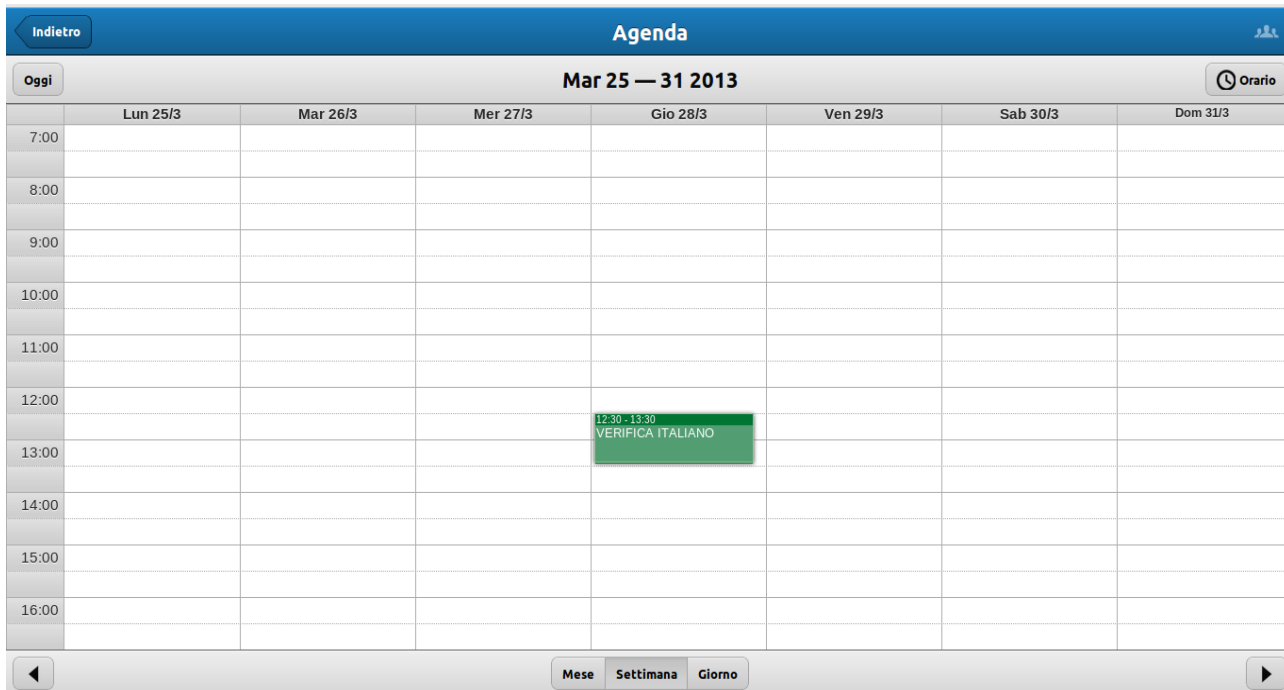 Indietro Agenda
Oggi Mar 25 — 31 2013 Orario
Lun 25/3 Mar 26/3 Mer 27/3 Gio 28/3 Ven 29/3 Sab 30/3 Dom 31/3
7:00
8:00
9:00
10:00
11:00
12:00
12:30 - 13:30
VERIFICA ITALIANO
13:00
14:00
15:00
16:00
Mese Settimana Giorno